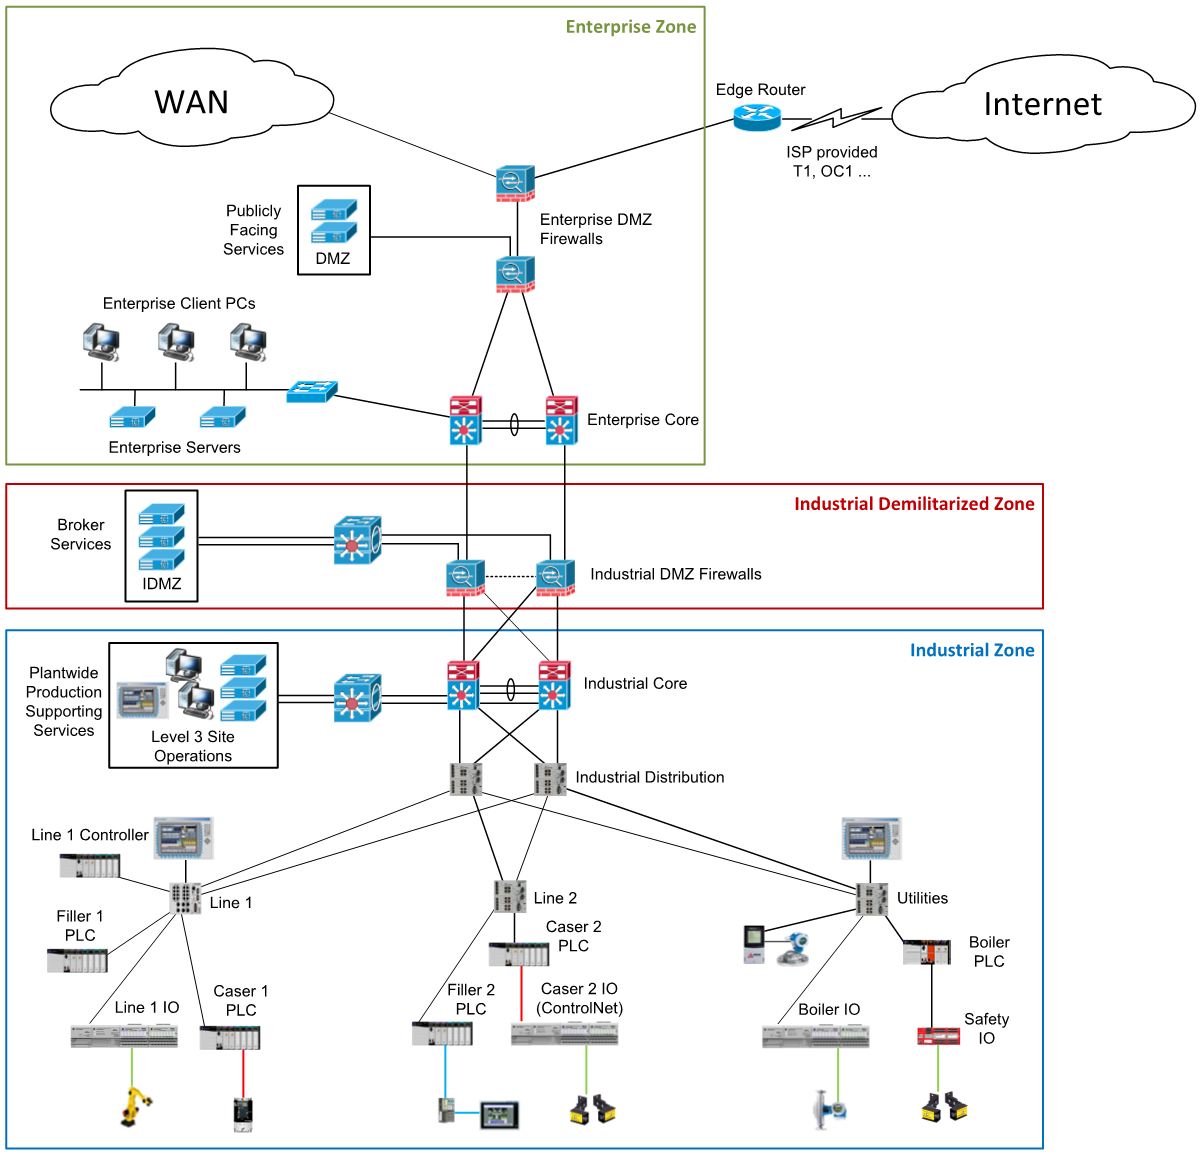 Enterprise Zone
WAN
Edge Router
Internet
ISP provided
T1, OC1 ...
Publicly
Facing
Services
DMZ
Enterprise DMZ
Firewalls
Enterprise Client PCs
Enterprise Core
Enterprise Servers
Industrial Demilitarized Zone
Broker
Services
IDMZ
Industrial DMZ Firewalls
Industrial Zone
Plantwide
Production
Supporting
Services
Level 3 Site
Operations
Industrial Core
Industrial Distribution
Line 1 Controller
Line 1
Line 2
Utilities
Filler 1
PLC
Caser 2
PLC
Boiler
PLC
Line 1 IO
Caser 1
PLC
Filler 2
PLC
Caser 2 IO
(ControlNet)
Boiler IO
Safety
IO